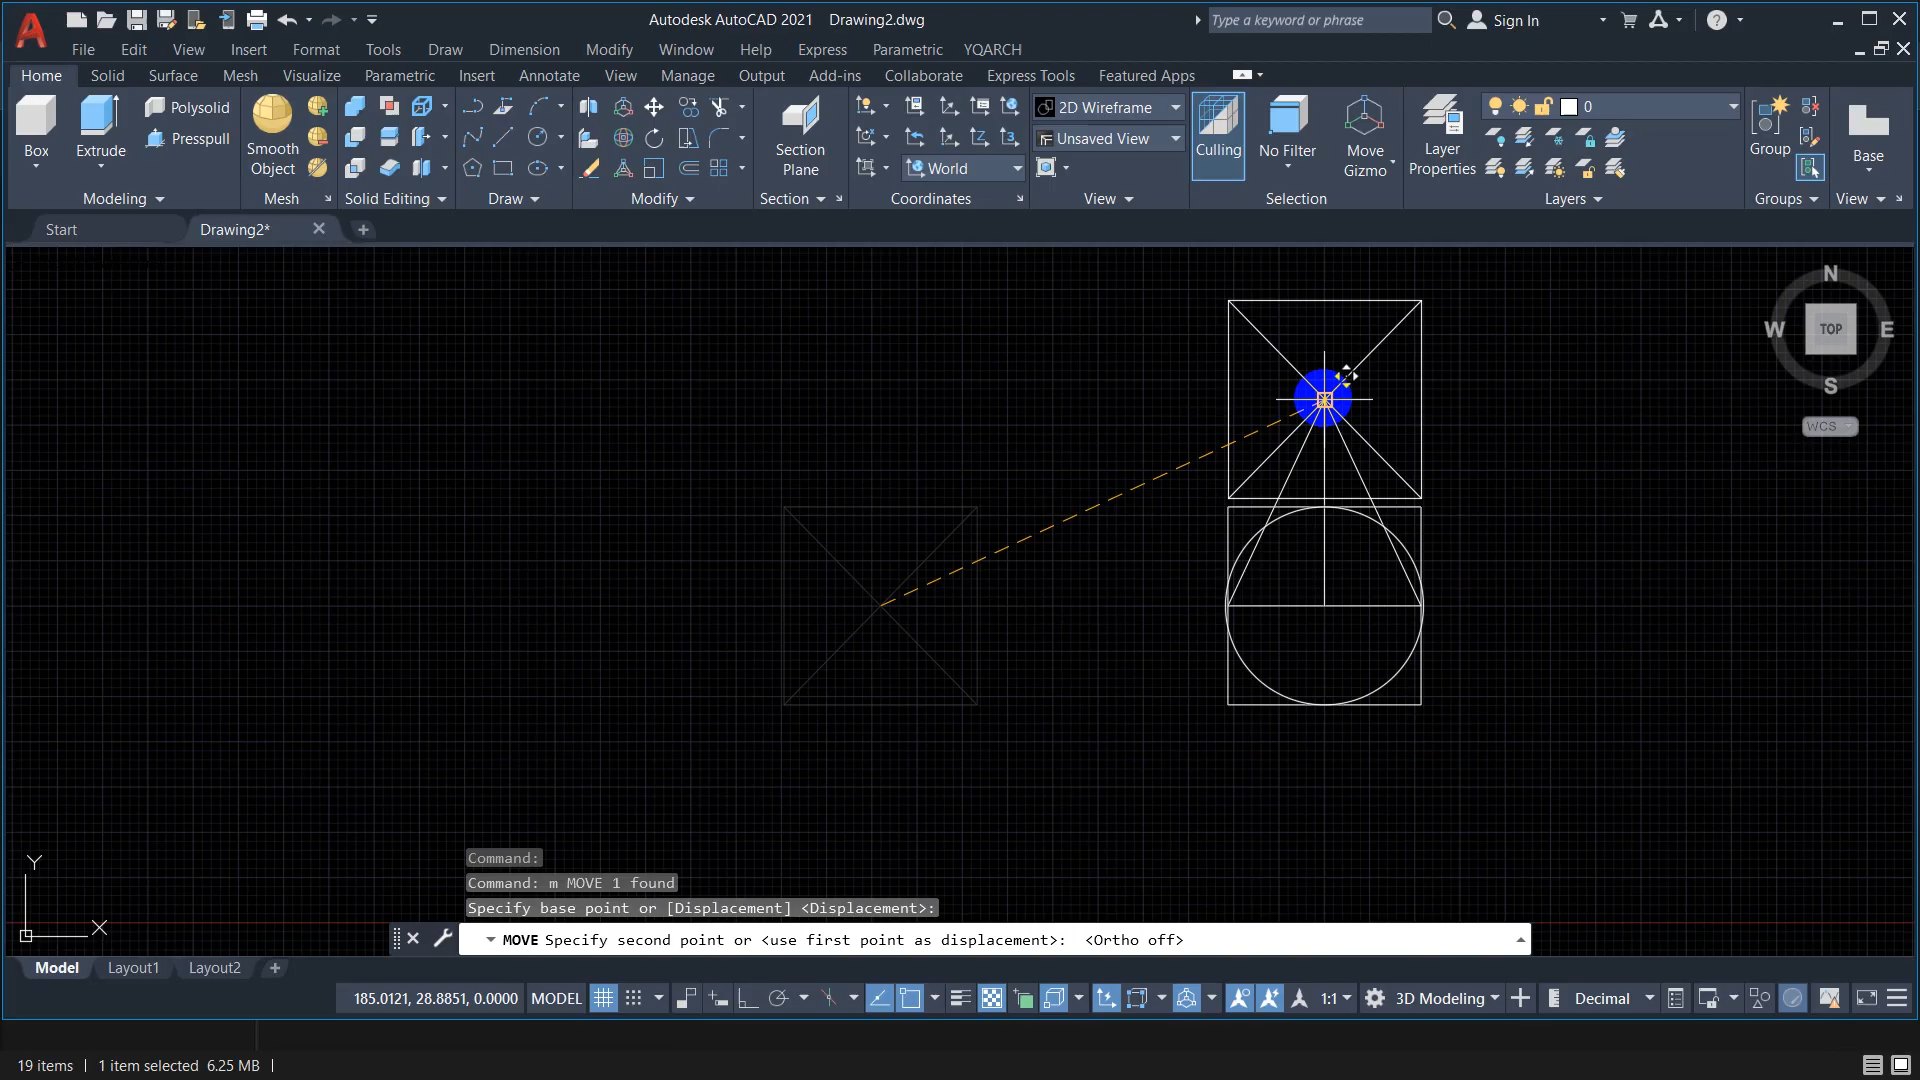 Autodesk AutoCAD 2021 Drawing2.dwg
Type a keyword or phrase
Sign In
File Edit View Insert Format Tools Draw Dimension Modify Window Help Express Parametric YQARCH
Home Solid Surface Mesh Visualize Parametric Insert Annotate View Manage Output Add-ins Collaborate Express Tools Featured Apps
Box
Extrude
Polysolid
Presspull
Smooth
Object
Section
Plane
World
2D Wireframe
Unsaved View
Culling
No Filter
Move
Gizmo
Layer
Properties
0
Group
Base
Modeling Mesh Solid Editing Draw Modify Section Coordinates View Selection Layers Groups View
Start
Drawing2*
N
W TOP E
S
WCS
Y
X
Command:
Command: m MOVE 1 found
Specify base point or [Displacement] <Displacement>:
MOVE Specify second point or <use first point as displacement>: <Ortho off>
Model Layout1 Layout2
185.0121, 28.8851, 0.0000 MODEL 1:1 3D Modeling Decimal
19 items 1 item selected 6.25 MB